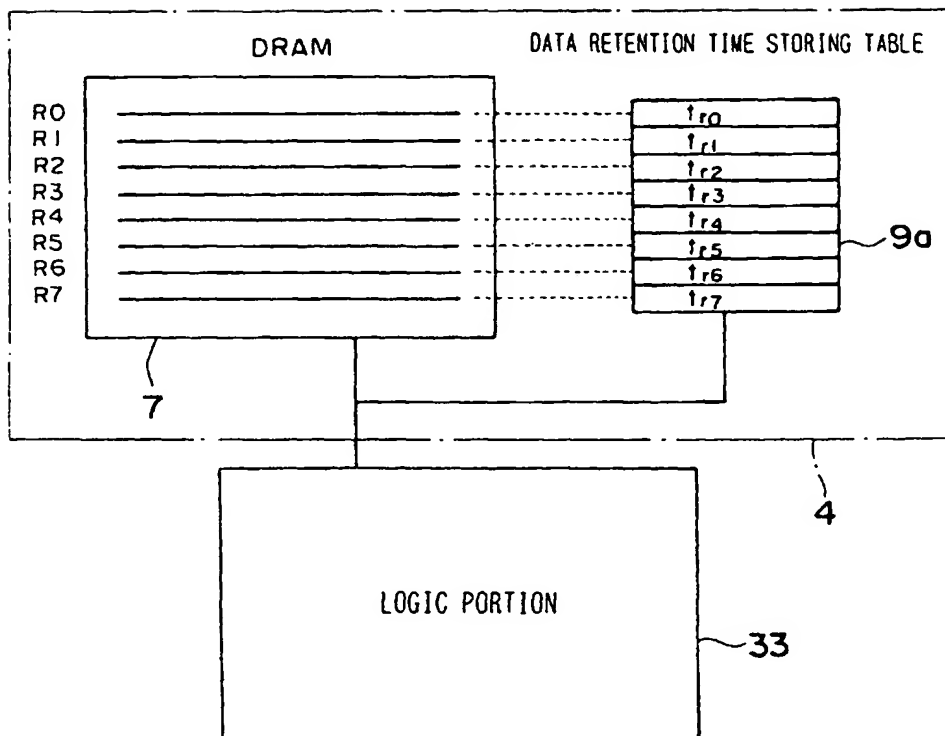 DRAM
DATA RETENTION TIME STORING TABLE
R0
R1
R2
R3
R4
R5
R6
R7
tr0
tr1
tr2
tr3
tr4
tr5
tr6
tr7
9a
7
4
LOGIC PORTION
33